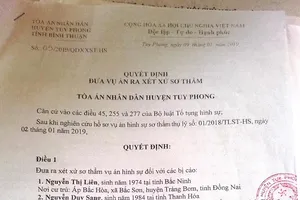 TÒA ÁN NHÂN DÂN
HUYỆN TUY PHONG
TỈNH BÌNH THUẬN
CỘNG HÒA XÃ HỘI CHỦ NGHĨA VIỆT NAM
Độc lập - Tự do - Hạnh phúc
Tuy Phong, ngày
QUYẾT ĐỊNH
ĐƯA VỤ ÁN RA XÉT XỬ SƠ THẨM
TÒA ÁN NHÂN DÂN HUYỆN TUY PHONG
Căn cứ vào các điều 45, 255 và 277 của Bộ luật Tố tụng hình sự;
Sau khi nghiên cứu hồ sơ vụ án hình sự sơ thẩm thụ lý số: 01/2018/TLST-HS, ngày
02 tháng 01 năm 2019,
QUYẾT ĐỊNH:
Điều 1
Đưa ra xét xử sơ thẩm vụ án hình sự đối với các bị cáo:
1. Nguyễn Thị Liên, sinh năm 1974 tại tỉnh Bắc Ninh
Nơi cư trú: Ấp Bắc Hòa, xã Bắc Sơn, huyện Trảng Bom, tỉnh Đồng Nai
2. Nguyễn Duy Sang, sinh năm 1984 tại tỉnh Thanh Hóa